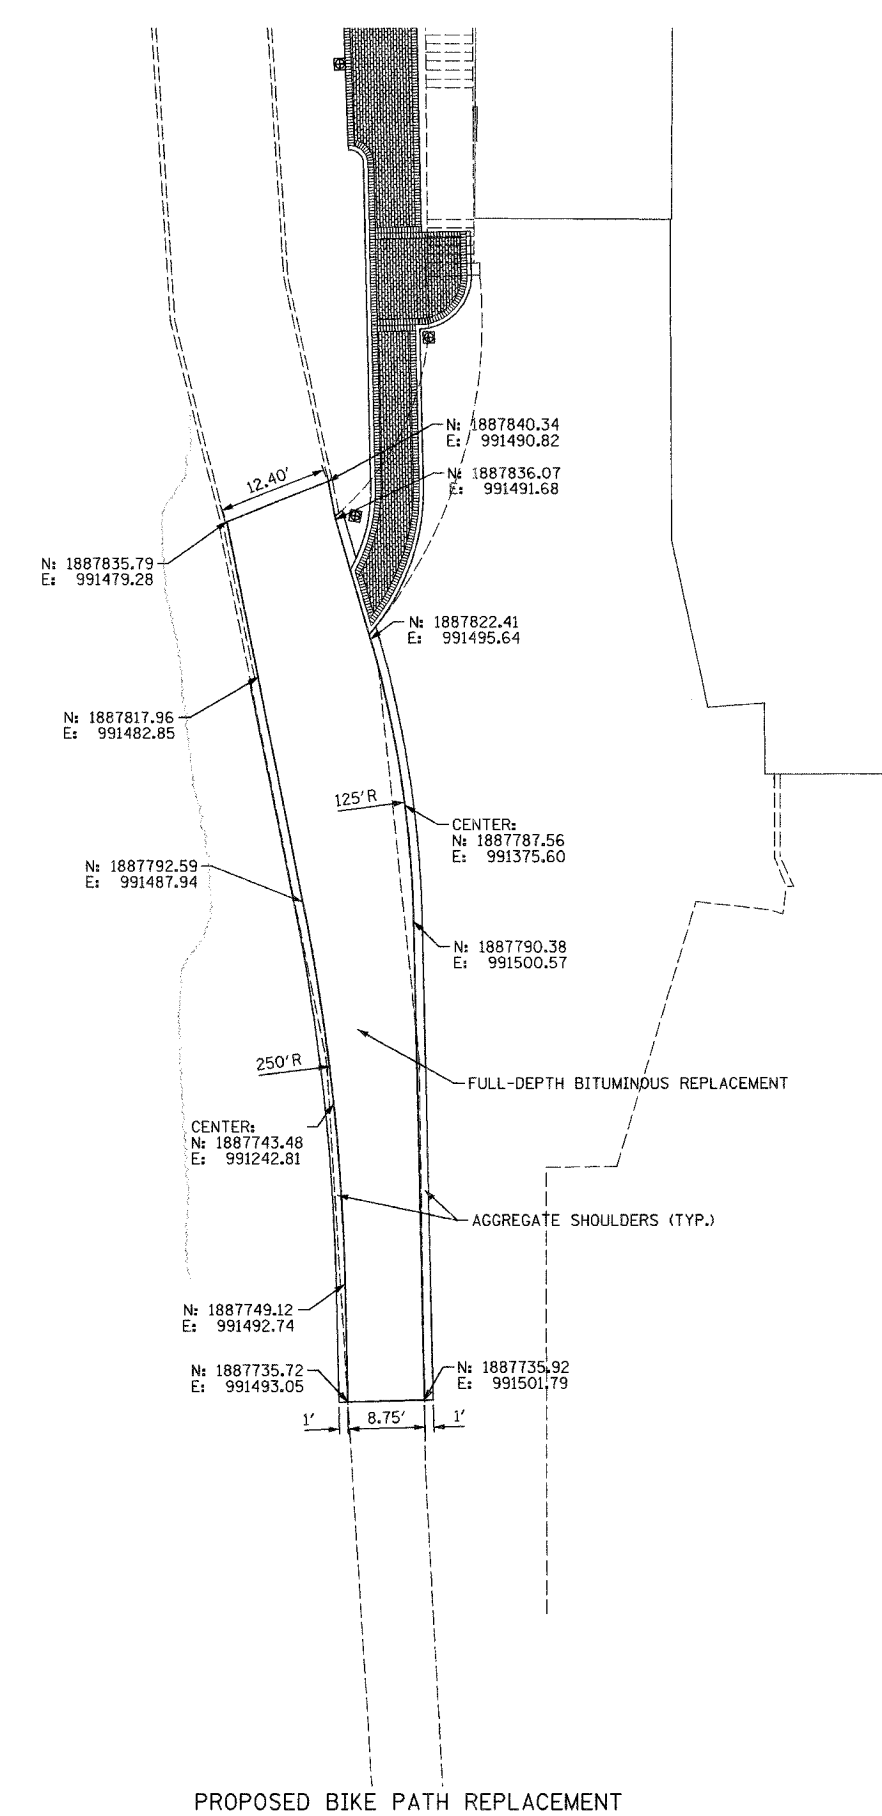 N: 1887840.34
E: 991490.82
N: 1887836.07
E: 991491.68
12.40'
N: 1887835.79
E: 991479.28
N: 1887822.41
E: 991495.64
N: 1887817.96
E: 991482.85
125'R
CENTER:
N: 1887787.56
E: 991375.60
N: 1887792.59
E: 991487.94
N: 1887790.38
E: 991500.57
250'R
FULL-DEPTH BITUMINOUS REPLACEMENT
CENTER:
N: 1887743.48
E: 991242.81
AGGREGATE SHOULDERS (TYP.)
N: 1887749.12
E: 991492.74
N: 1887735.72
E: 991493.05
N: 1887735.92
E: 991501.79
1'
8.75'
1'
PROPOSED BIKE PATH REPLACEMENT